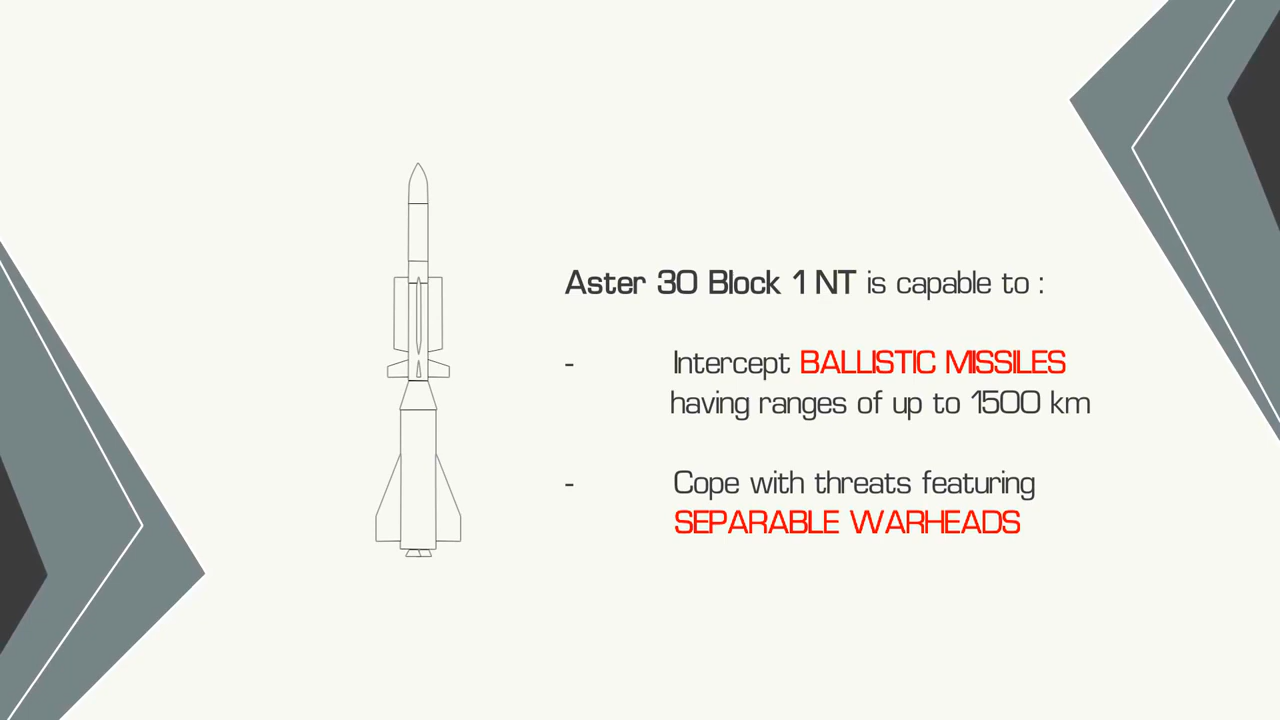 Aster 30 Block 1 NT is capable to :
- Intercept BALLISTIC MISSILES
having ranges of up to 1500 km
- Cope with threats featuring
SEPARABLE WARHEADS